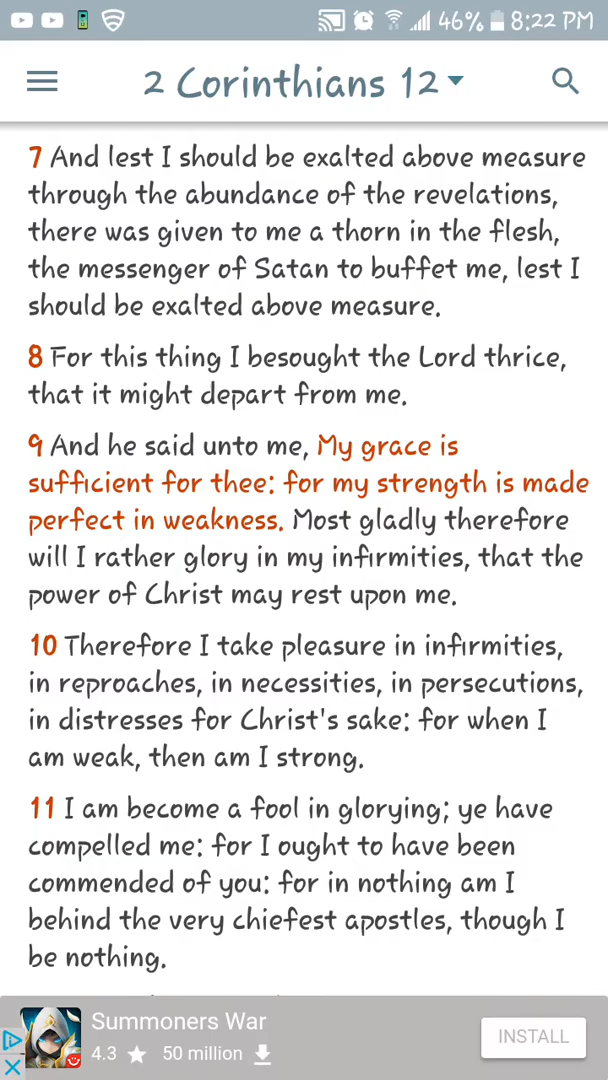 46% 8:22 PM
2 Corinthians 12
7 And lest I should be exalted above measure
through the abundance of the revelations,
there was given to me a thorn in the flesh,
the messenger of Satan to buffet me, lest I
should be exalted above measure.
8 For this thing I besought the Lord thrice,
that it might depart from me.
9 And he said unto me, My grace is
sufficient for thee: for my strength is made
perfect in weakness. Most gladly therefore
will I rather glory in my infirmities, that the
power of Christ may rest upon me.
10 Therefore I take pleasure in infirmities,
in reproaches, in necessities, in persecutions,
in distresses for Christ's sake: for when I
am weak, then am I strong.
11 I am become a fool in glorying; ye have
compelled me: for I ought to have been
commended of you: for in nothing am I
behind the very chiefest apostles, though I
be nothing.
Summoners War
4.3 ★ 50 million
INSTALL